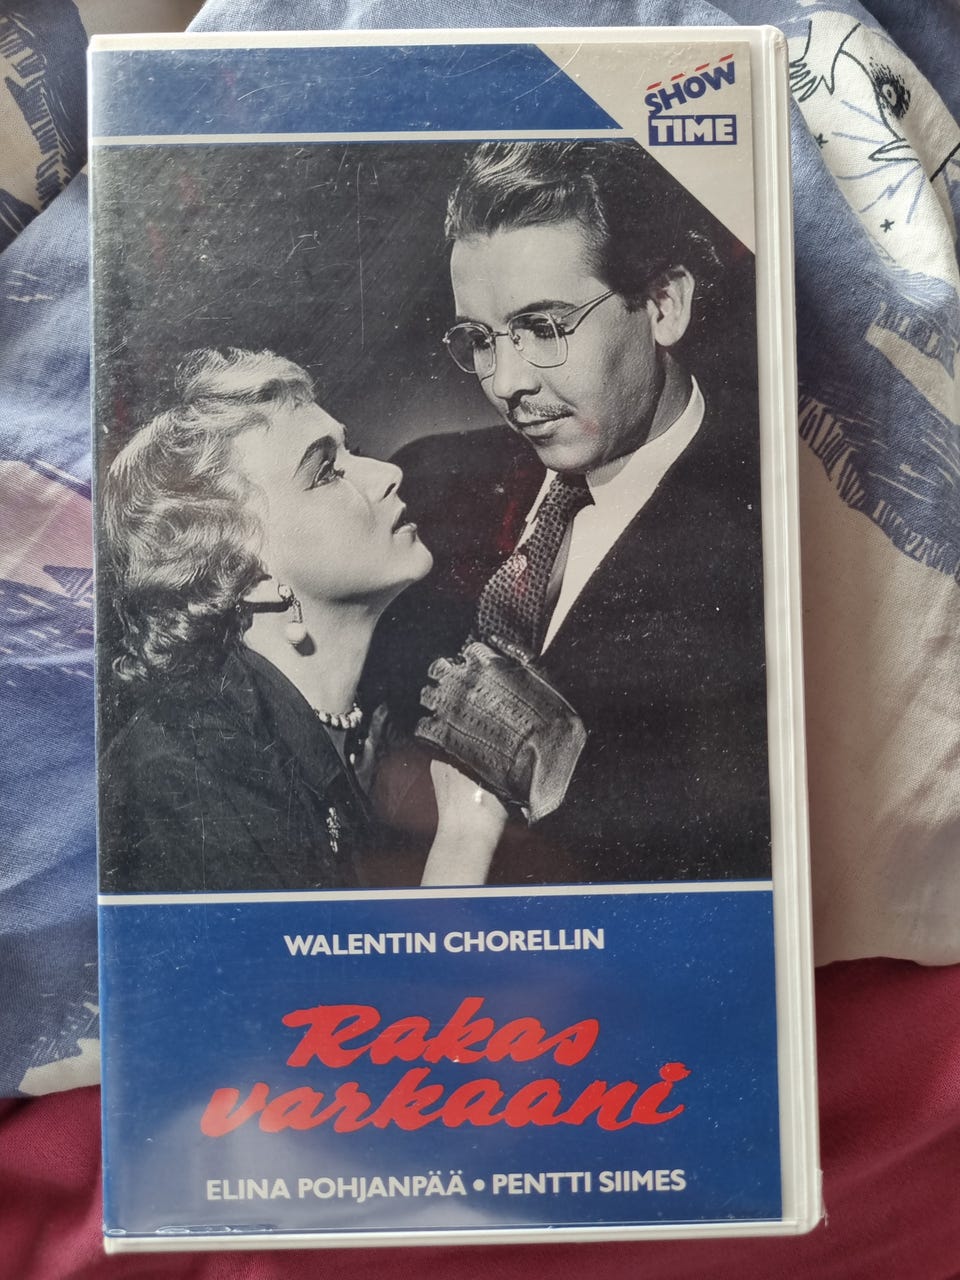 SHOW
TIME
WALENTIN CHORELLIN
Rakas
varkaani
ELINA POHJANPÄÄ • PENTTI SIIMES